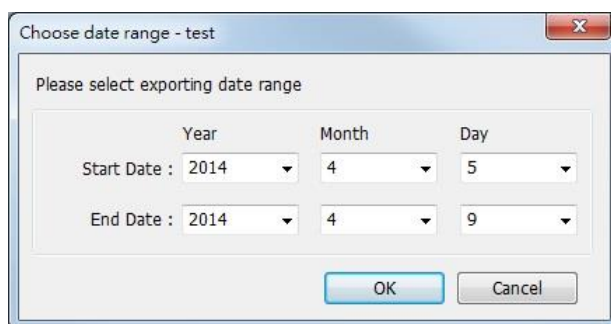 Choose date range - test
Please select exporting date range
Year Month Day
Start Date : 2014 4 5
End Date : 2014 4 9
OK Cancel